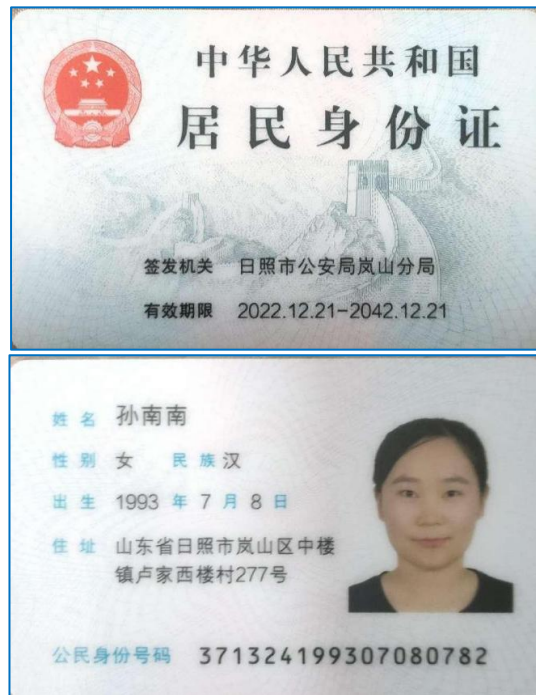 中华人民共和国
居民身份证
签发机关 日照市公安局岚山分局
有效期限 2022.12.21-2042.12.21
姓名 孙南南
性别 女 民族 汉
出生 1993 年 7 月 8 日
住址 山东省日照市岚山区中楼
镇卢家西楼村277号
公民身份号码 371324199307080782